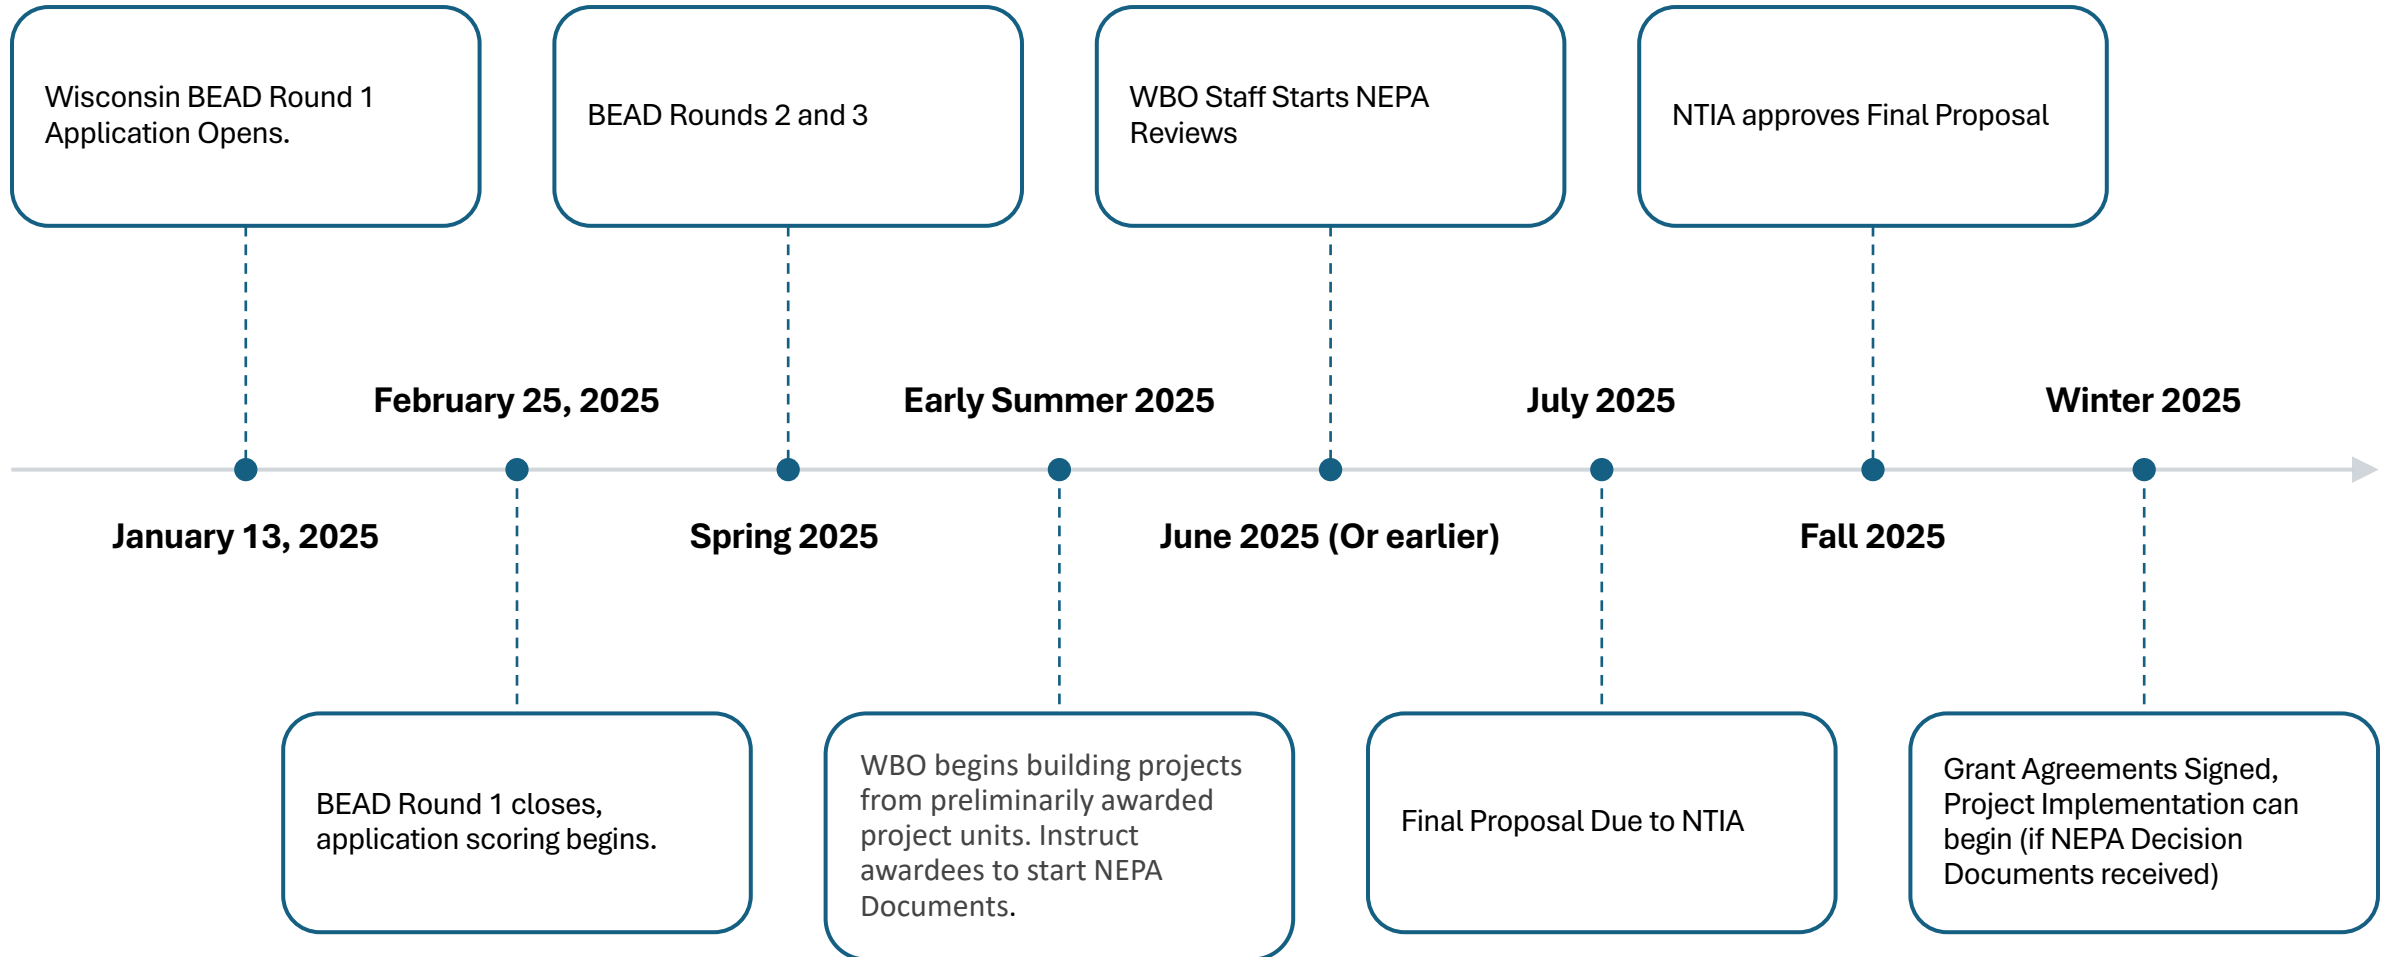 Wisconsin BEAD Round 1
Application Opens.
BEAD Rounds 2 and 3
WBO Staff Starts NEPA
Reviews
NTIA approves Final Proposal
February 25, 2025
Early Summer 2025
July 2025
Winter 2025
January 13, 2025
Spring 2025
June 2025 (Or earlier)
Fall 2025
BEAD Round 1 closes,
application scoring begins.
WBO begins building projects
from preliminarily awarded
project units. Instruct
awardees to start NEPA
Documents.
Final Proposal Due to NTIA
Grant Agreements Signed,
Project Implementation can
begin (if NEPA Decision
Documents received)